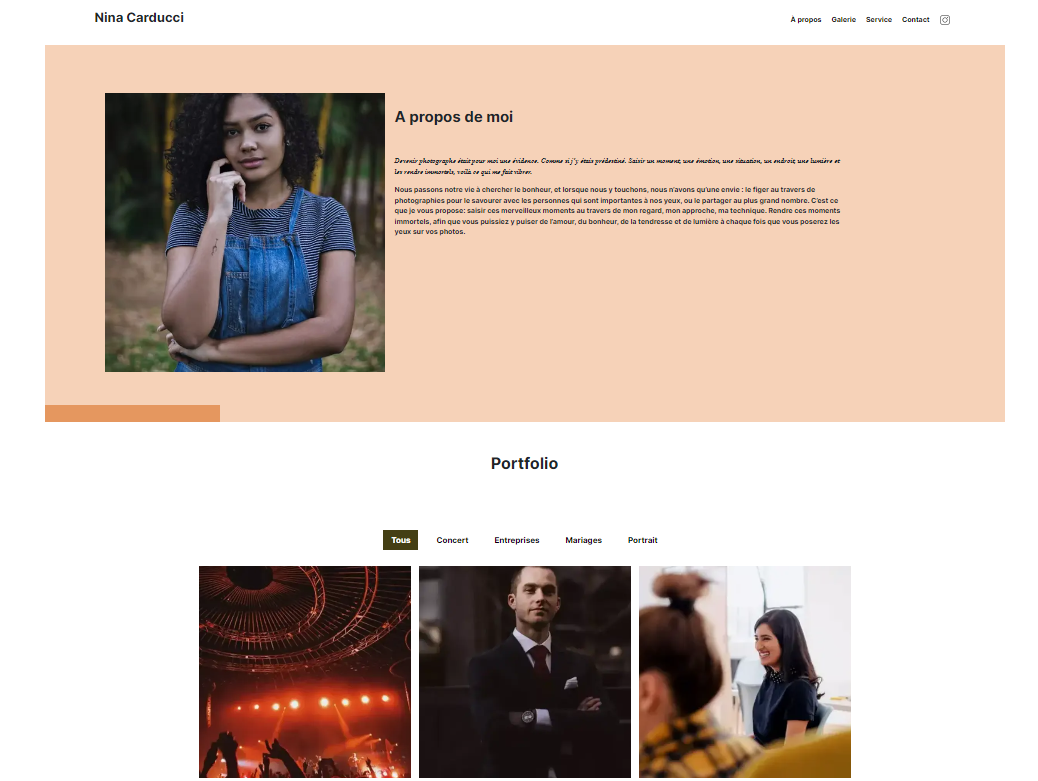 Nina Carducci
À propos Galerie Service Contact
A propos de moi
Devenir photographe était pour moi une évidence. Comme si j'y étais prédestiné. Saisir un moment, une émotion, une situation, un endroit, une lumière et
les rendre immortels, voilà ce qui me fait vibrer.
Nous passons notre vie à chercher le bonheur, et lorsque nous y touchons, nous n'avons qu'une envie : le figer au travers de
photographies pour le savourer avec les personnes qui sont importantes à nos yeux, ou le partager au plus grand nombre. C'est ce
que je vous propose: saisir ces merveilleux moments au travers de mon regard, mon approche, ma technique. Rendre ces moments
immortels, afin que vous puissiez y puiser de l'amour, du bonheur, de la tendresse et de lumière à chaque fois que vous poserez les
yeux sur vos photos.
Portfolio
Tous Concert Entreprises Mariages Portrait